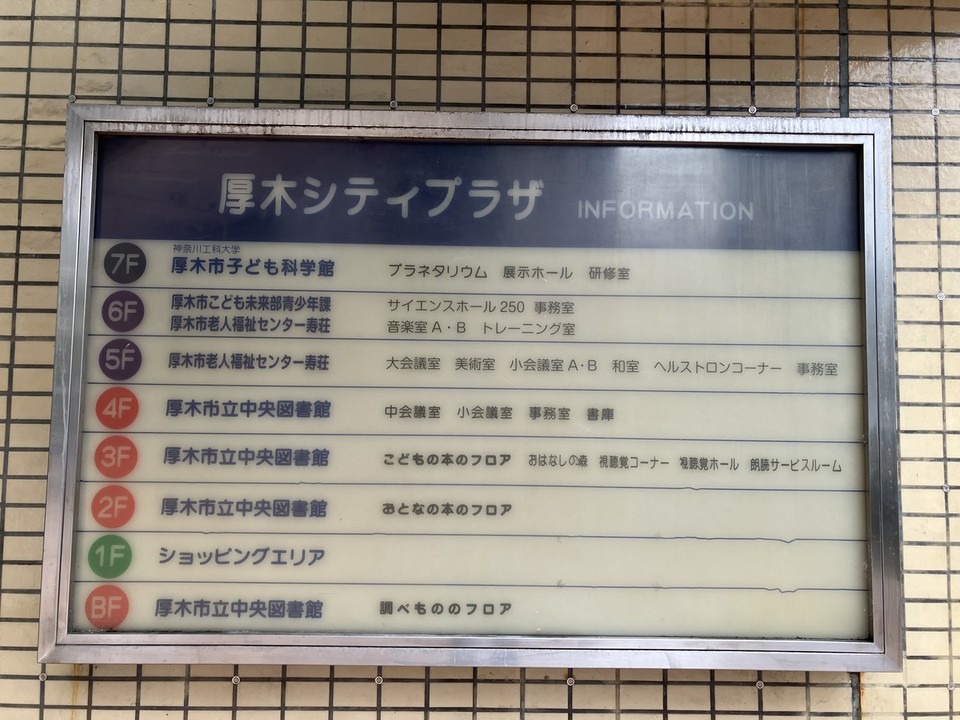 厚木シティプラザ INFORMATION
7F 神奈川工科大学
厚木市子ども科学館 プラネタリウム 展示ホール 研修室
6F 厚木市こども未来部青少年課 サイエンスホール250 事務室
厚木市老人福祉センター寿荘 音楽室A・B トレーニング室
5F 厚木市老人福祉センター寿荘 大会議室 美術室 小会議室A・B 和室 ヘルストロンコーナー 事務室
4F 厚木市立中央図書館 中会議室 小会議室 事務室 書庫
3F 厚木市立中央図書館 こどもの本のフロア おはなしの森 視聴覚コーナー 視聴覚ホール 朗読サービスルーム
2F 厚木市立中央図書館 おとなの本のフロア
1F ショッピングエリア
BF 厚木市立中央図書館 調べもののフロア